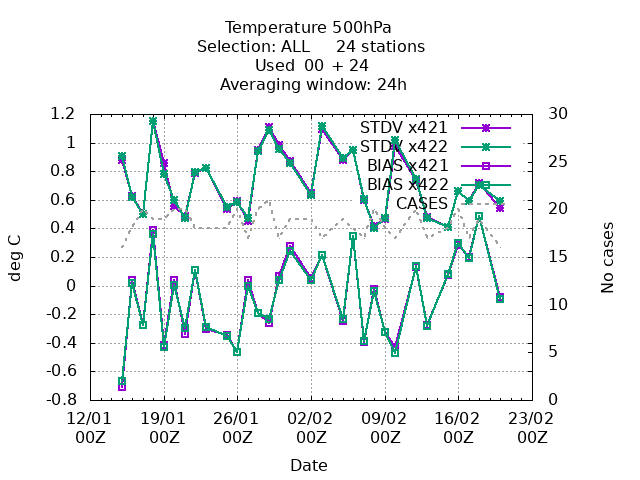 Temperature 500hPa
Selection: ALL 24 stations
Used 00 + 24
Averaging window: 24h
1.2
1
0.8
0.6
0.4
0.2
0
-0.2
-0.4
-0.6
-0.8
30
25
20
15
10
5
0
STDV x421
STDV x422
BIAS x421
BIAS x422
CASES
deg C
No cases
12/01 19/01 26/01 02/02 09/02 16/02 23/02
00Z 00Z 00Z 00Z 00Z 00Z 00Z
Date